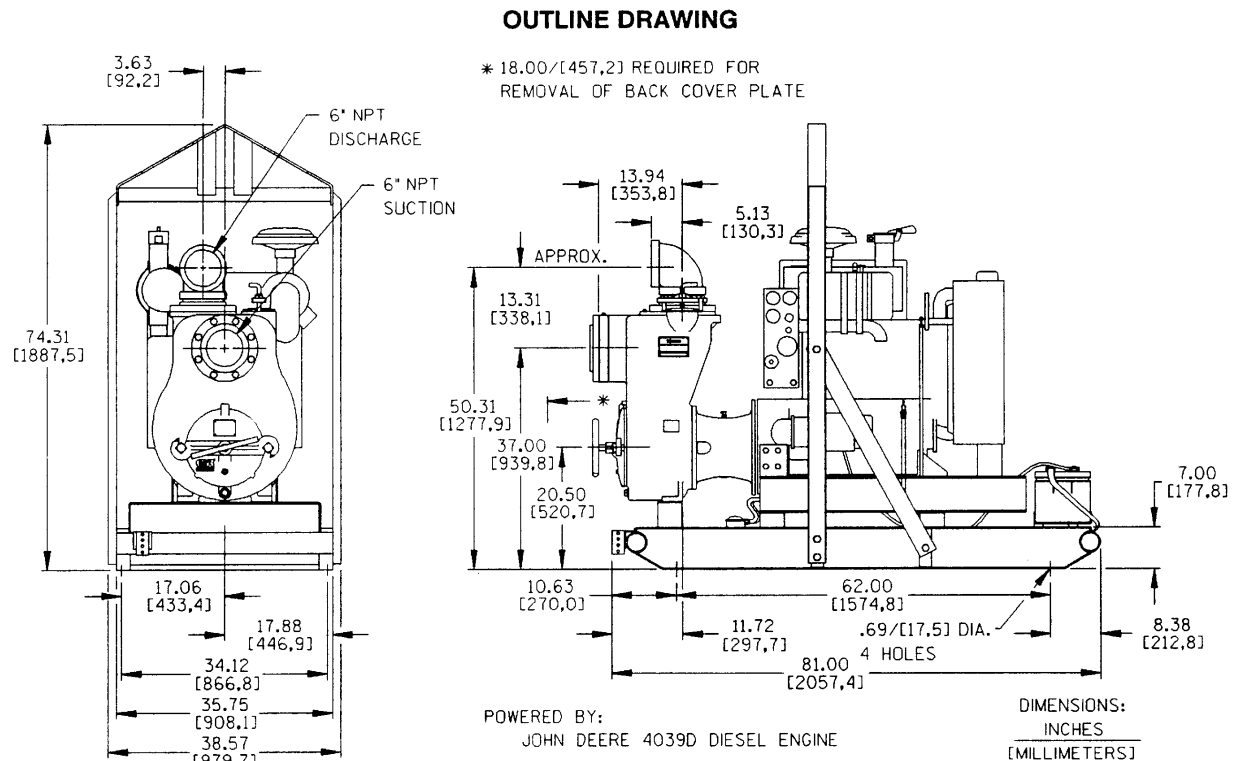 OUTLINE DRAWING
* 18.00/[457,2] REQUIRED FOR
REMOVAL OF BACK COVER PLATE
3.63
[92,2]
6" NPT
DISCHARGE
6" NPT
SUCTION
74.31
[1887,5]
17.06
[433,4]
17.88
[446,9]
34.12
[866,8]
35.75
[908,1]
38.57
[979,7]
13.94
[353,8]
5.13
[130,3]
APPROX.
13.31
[338,1]
*
50.31
[1277,9]
37.00
[939,8]
20.50
[520,7]
7.00
[177,8]
10.63
[270,0]
62.00
[1574,8]
11.72
[297,7]
.69/[17,5] DIA.
4 HOLES
8.38
[212,8]
81.00
[2057,4]
POWERED BY:
JOHN DEERE 4039D DIESEL ENGINE
DIMENSIONS:
INCHES
[MILLIMETERS]